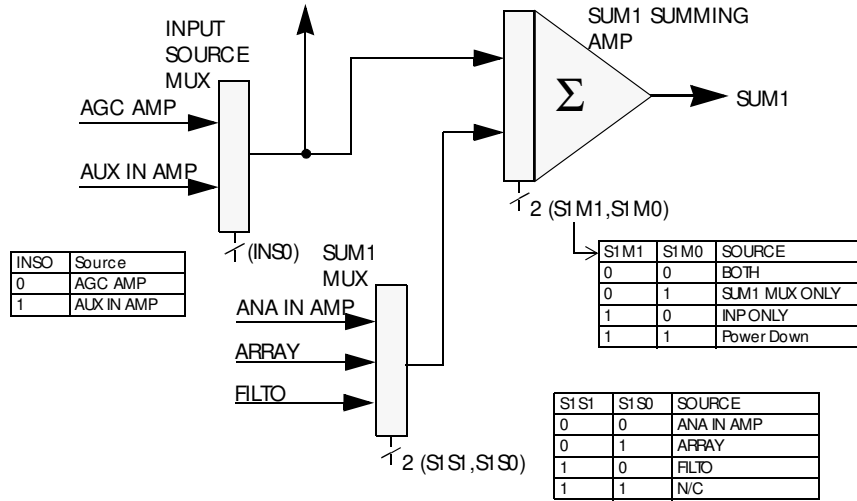 INPUT
SOURCE
MUX
SUM1 SUMMING
AMP
AGC AMP
Σ
SUM1
AUX IN AMP
2 (S1M1,S1M0)
(INS0)
SUM1
MUX
INSO Source
0 AGC AMP
1 AUX IN AMP
S1M1 S1M0 SOURCE
0 0 BOTH
0 1 SUM1 MUX ONLY
1 0 INP ONLY
1 1 Power Down
ANA IN AMP
ARRAY
FILTO
2 (S1S1,S1S0)
S1S1 S1S0 SOURCE
0 0 ANA IN AMP
0 1 ARRAY
1 0 FILTO
1 1 N/C